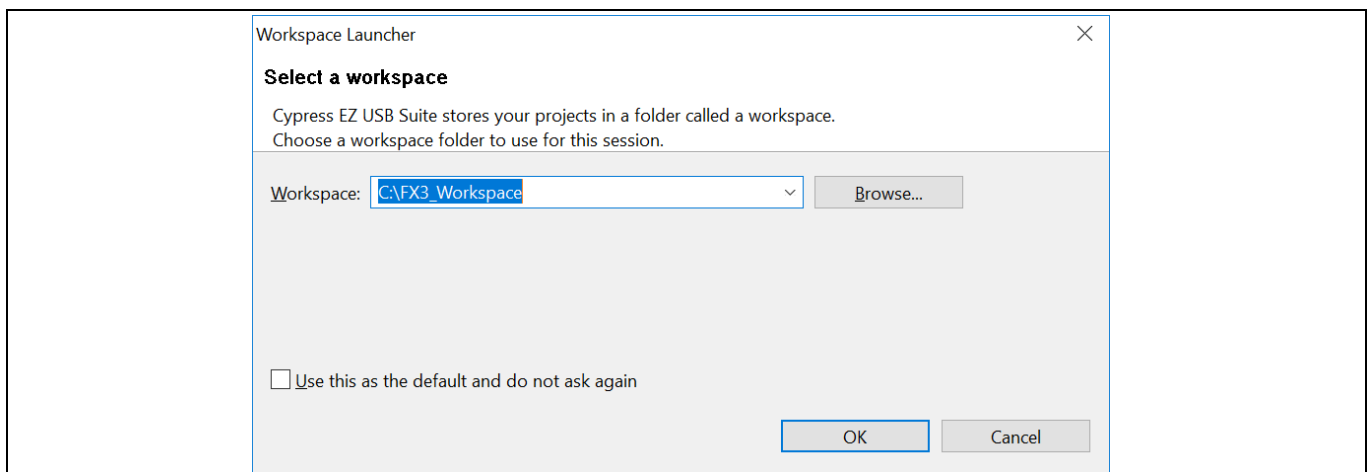 Workspace Launcher
Select a workspace
Cypress EZ USB Suite stores your projects in a folder called a workspace.
Choose a workspace folder to use for this session.
Workspace: C:\FX3_Workspace Browse...
Use this as the default and do not ask again
OK Cancel